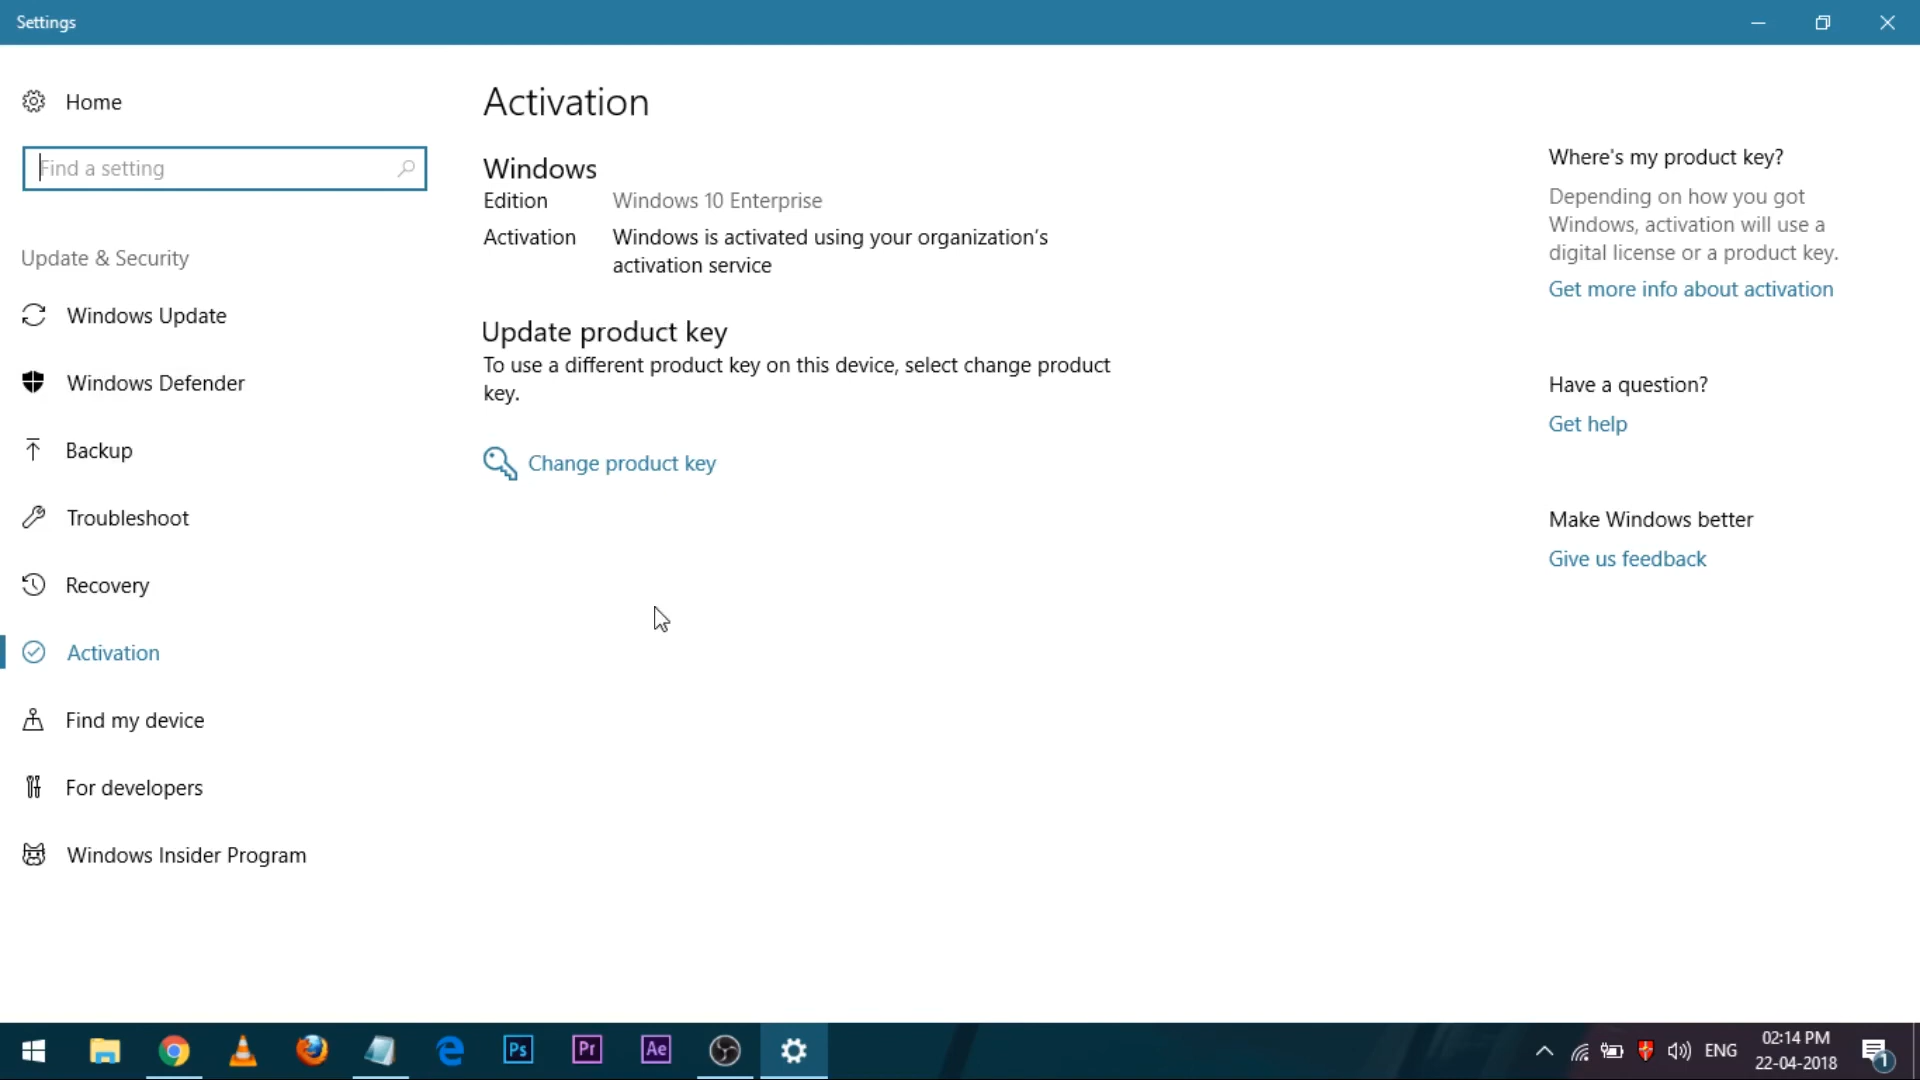 Settings
Home
Find a setting
Update & Security
Windows Update
Windows Defender
Backup
Troubleshoot
Recovery
Activation
Find my device
For developers
Windows Insider Program
Activation
Windows
Edition Windows 10 Enterprise
Activation Windows is activated using your organization's
activation service
Update product key
To use a different product key on this device, select change product
key.
Change product key
Where's my product key?
Depending on how you got
Windows, activation will use a
digital license or a product key.
Get more info about activation
Have a question?
Get help
Make Windows better
Give us feedback
Ps
Pr
Ae
ENG
02:14 PM
22-04-2018
1